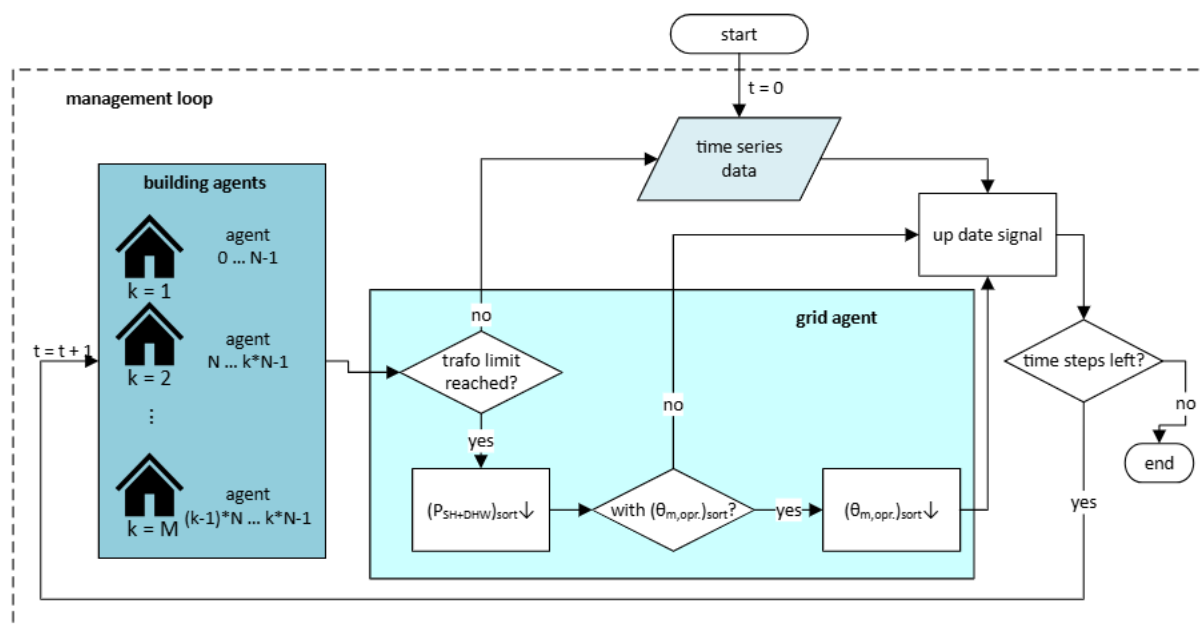 start
t = 0
management loop
time series
data
building agents
agent
0 ... N-1
k = 1
up date signal
no
grid agent
agent
N ... k*N-1
k = 2
⋮
t = t + 1
trafo limit
reached?
time steps left?
no
no
yes
end
agent
(k-1)*N ... k*N-1
k = M
(P_SH+DHW)_sort↓
with (θ_m,opr.)_sort?
yes
(θ_m,opr.)_sort↓
yes